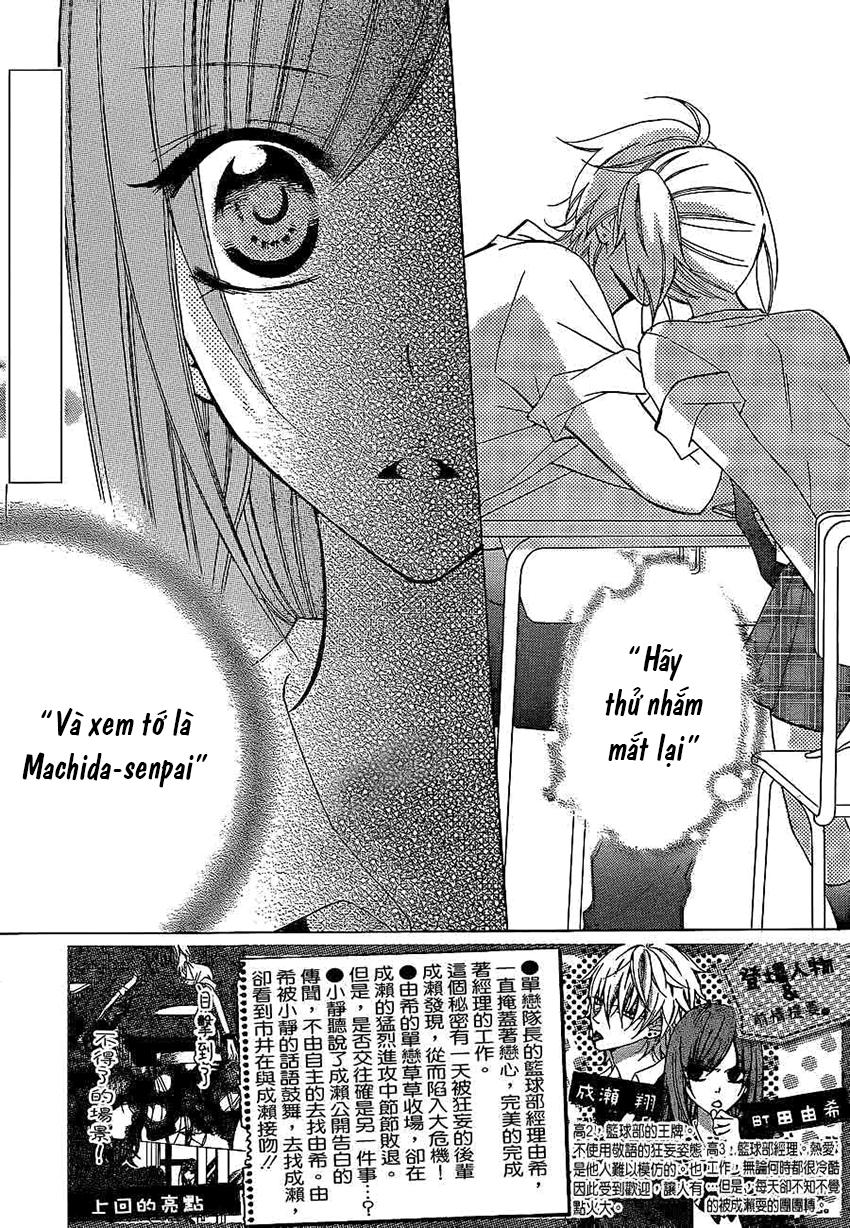 “Hãy
thử nhắm
mắt lại”
“Và xem tớ là
Machida-senpai”
登場人物
&
前情提要。
町田由希
高3!籃球部經理。熱愛
工作，無論何時都很冷酷
…但是，每天卻不知不覺
的被成瀨耍的團團轉。
成瀨 翔
高2!籃球部的王牌。
不使用敬語的狂妄姿態
是他人難以模仿的。也
因此受到歡迎，讓人有
點火大。
●單戀隊長的籃球部經理由希，
一直掩蓋著戀心，完美的完成
著經理的工作。
這個秘密有一天被狂妄的後輩
成瀨發現，從而陷入大危機！
●由希的單戀草草收場，卻在
成瀨的猛烈進攻中節節敗退。
但是，是否交往確是另一件事…？
●小靜聽說了成瀨公開告白的
傳聞，不由自主的去找由希。由
希被小靜的話語鼓舞，去找成瀨，
卻看到市井在與成瀨接吻!!
目擊到了
不得了的場景！
上回的亮點